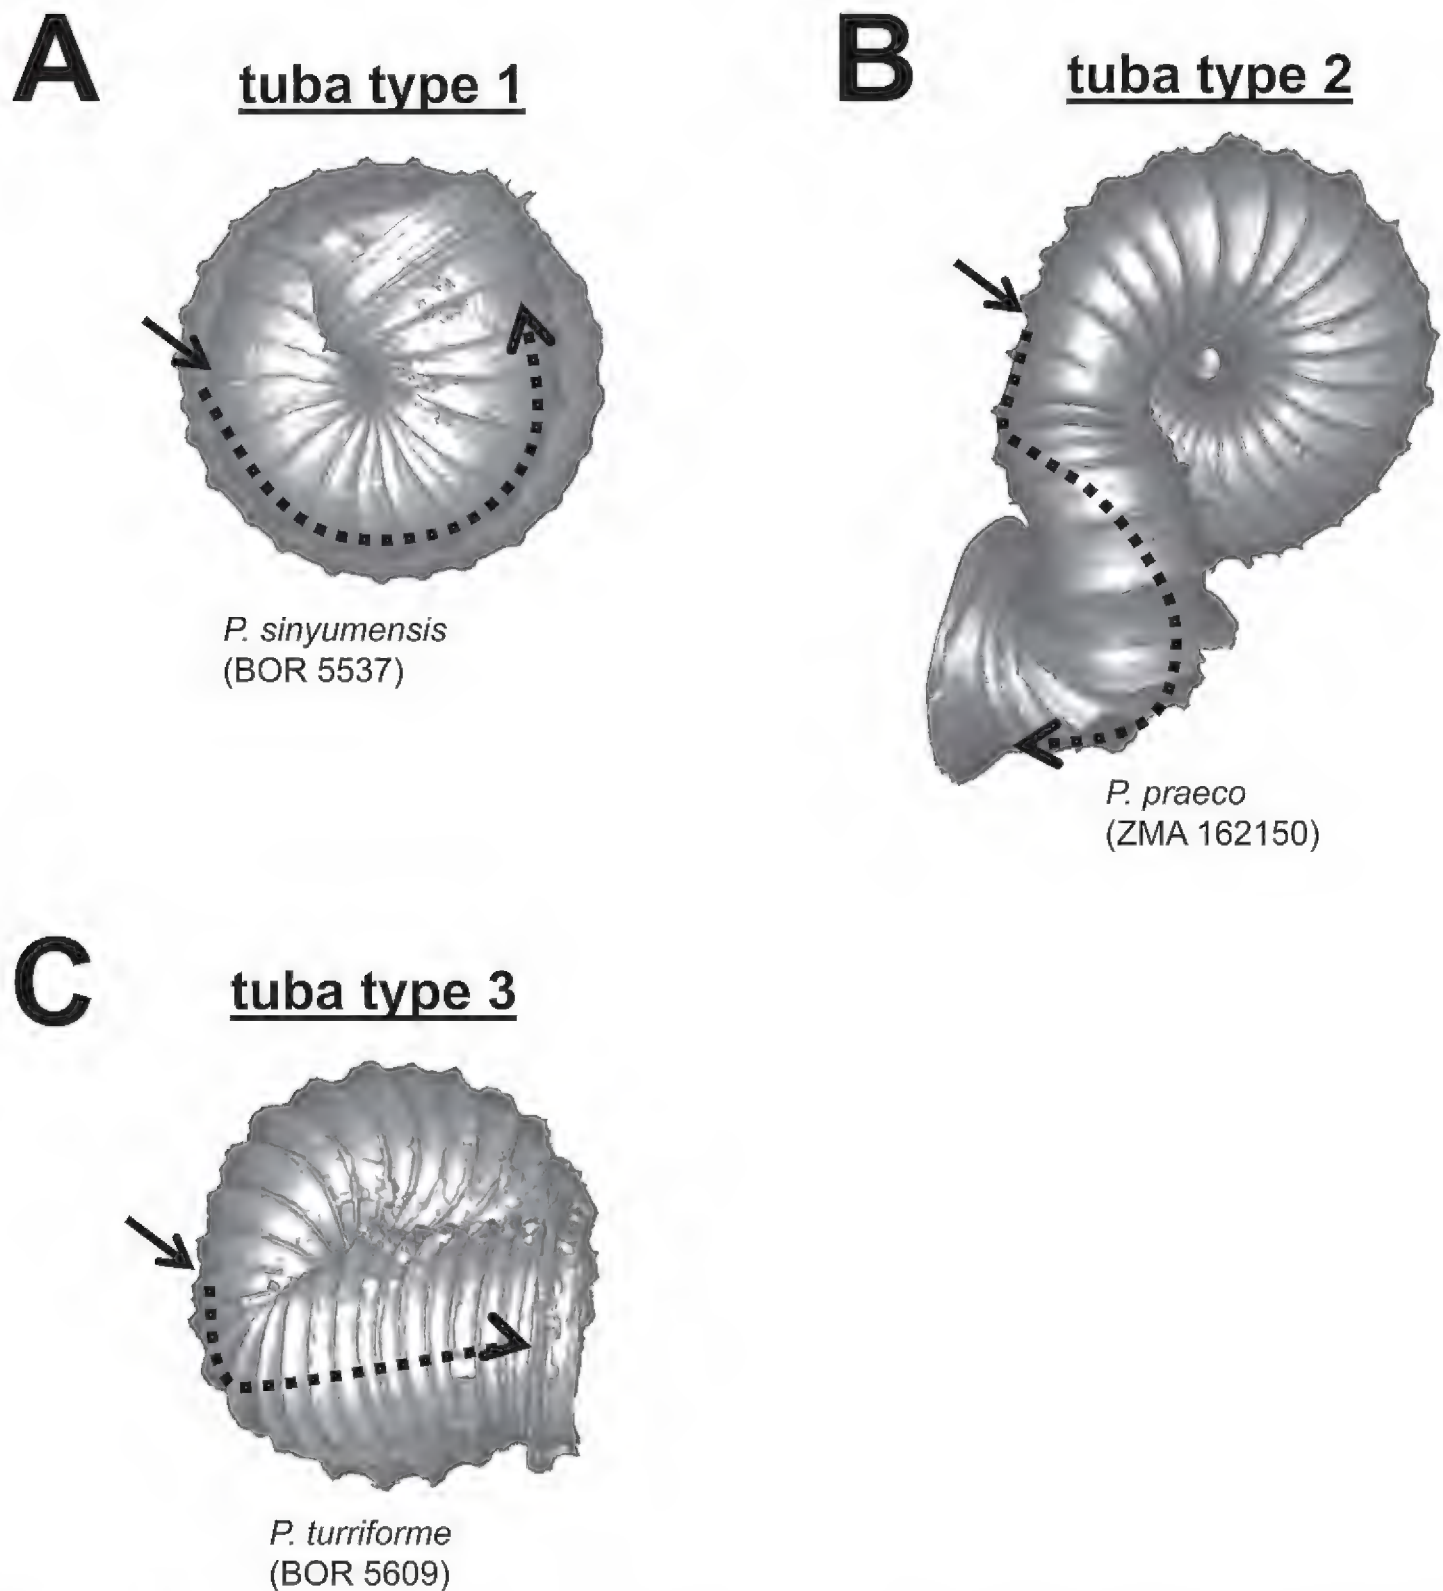 A
tuba type 1
P. sinyumensis
(BOR 5537)
B
tuba type 2
P. praeco
(ZMA 162150)
C
tuba type 3
P. turriforme
(BOR 5609)